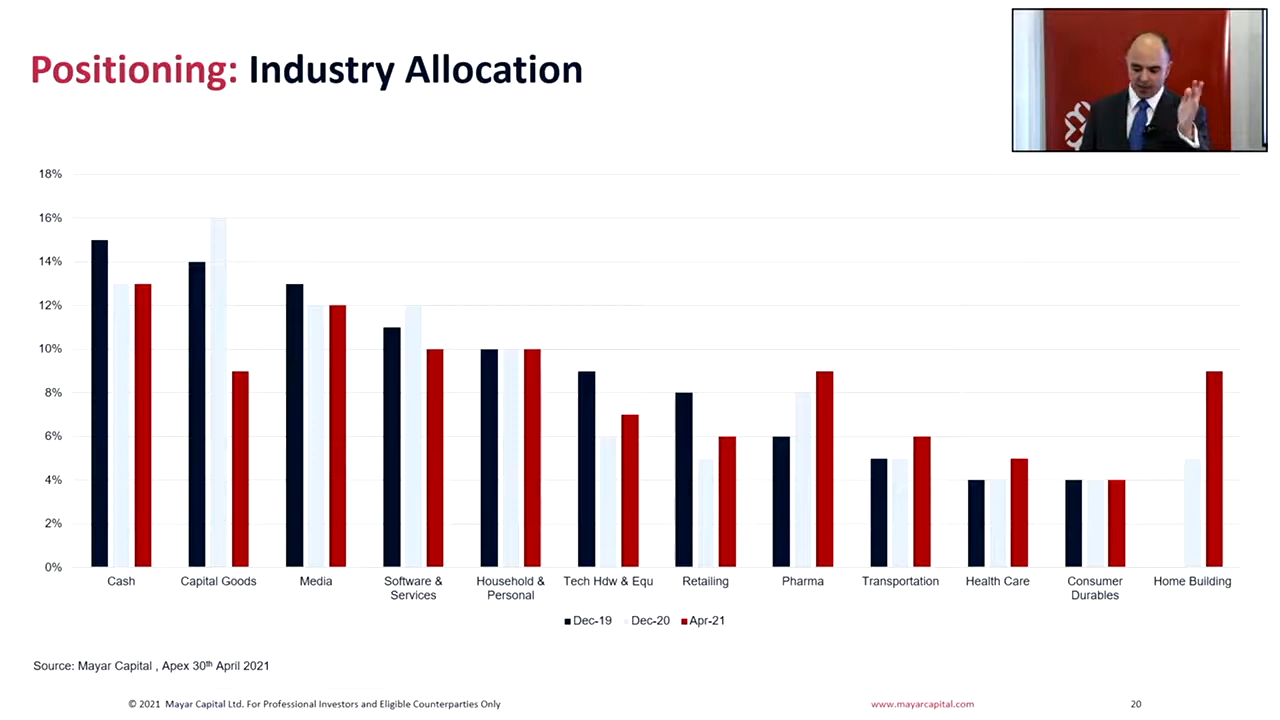 Positioning: Industry Allocation
18%
16%
14%
12%
10%
8%
6%
4%
2%
0%
Cash
Capital Goods
Media
Software &
Services
Household &
Personal
Tech Hdw & Equ
Retailing
Pharma
Transportation
Health Care
Consumer
Durables
Home Building
Dec-19 Dec-20 Apr-21
Source: Mayar Capital , Apex 30th April 2021
© 2021 Mayar Capital Ltd. For Professional Investors and Eligible Counterparties Only
www.mayarcapital.com
20